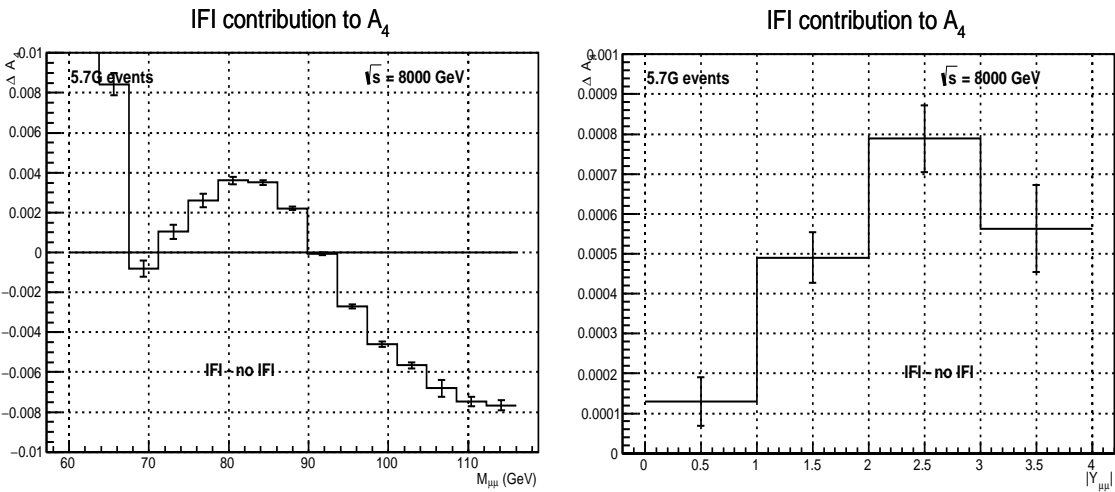 IFI contribution to A4
Δ A4
0.01
0.008
0.006
0.004
0.002
0
−0.002
−0.004
−0.006
−0.008
−0.01
5.7G events
√s = 8000 GeV
IFI - no IFI
60 70 80 90 100 110
Mμμ (GeV)
IFI contribution to A4
Δ A4
0.001
0.0009
0.0008
0.0007
0.0006
0.0005
0.0004
0.0003
0.0002
0.0001
0
5.7G events
√s = 8000 GeV
IFI - no IFI
0 0.5 1 1.5 2 2.5 3 3.5 4
|Yμμ|